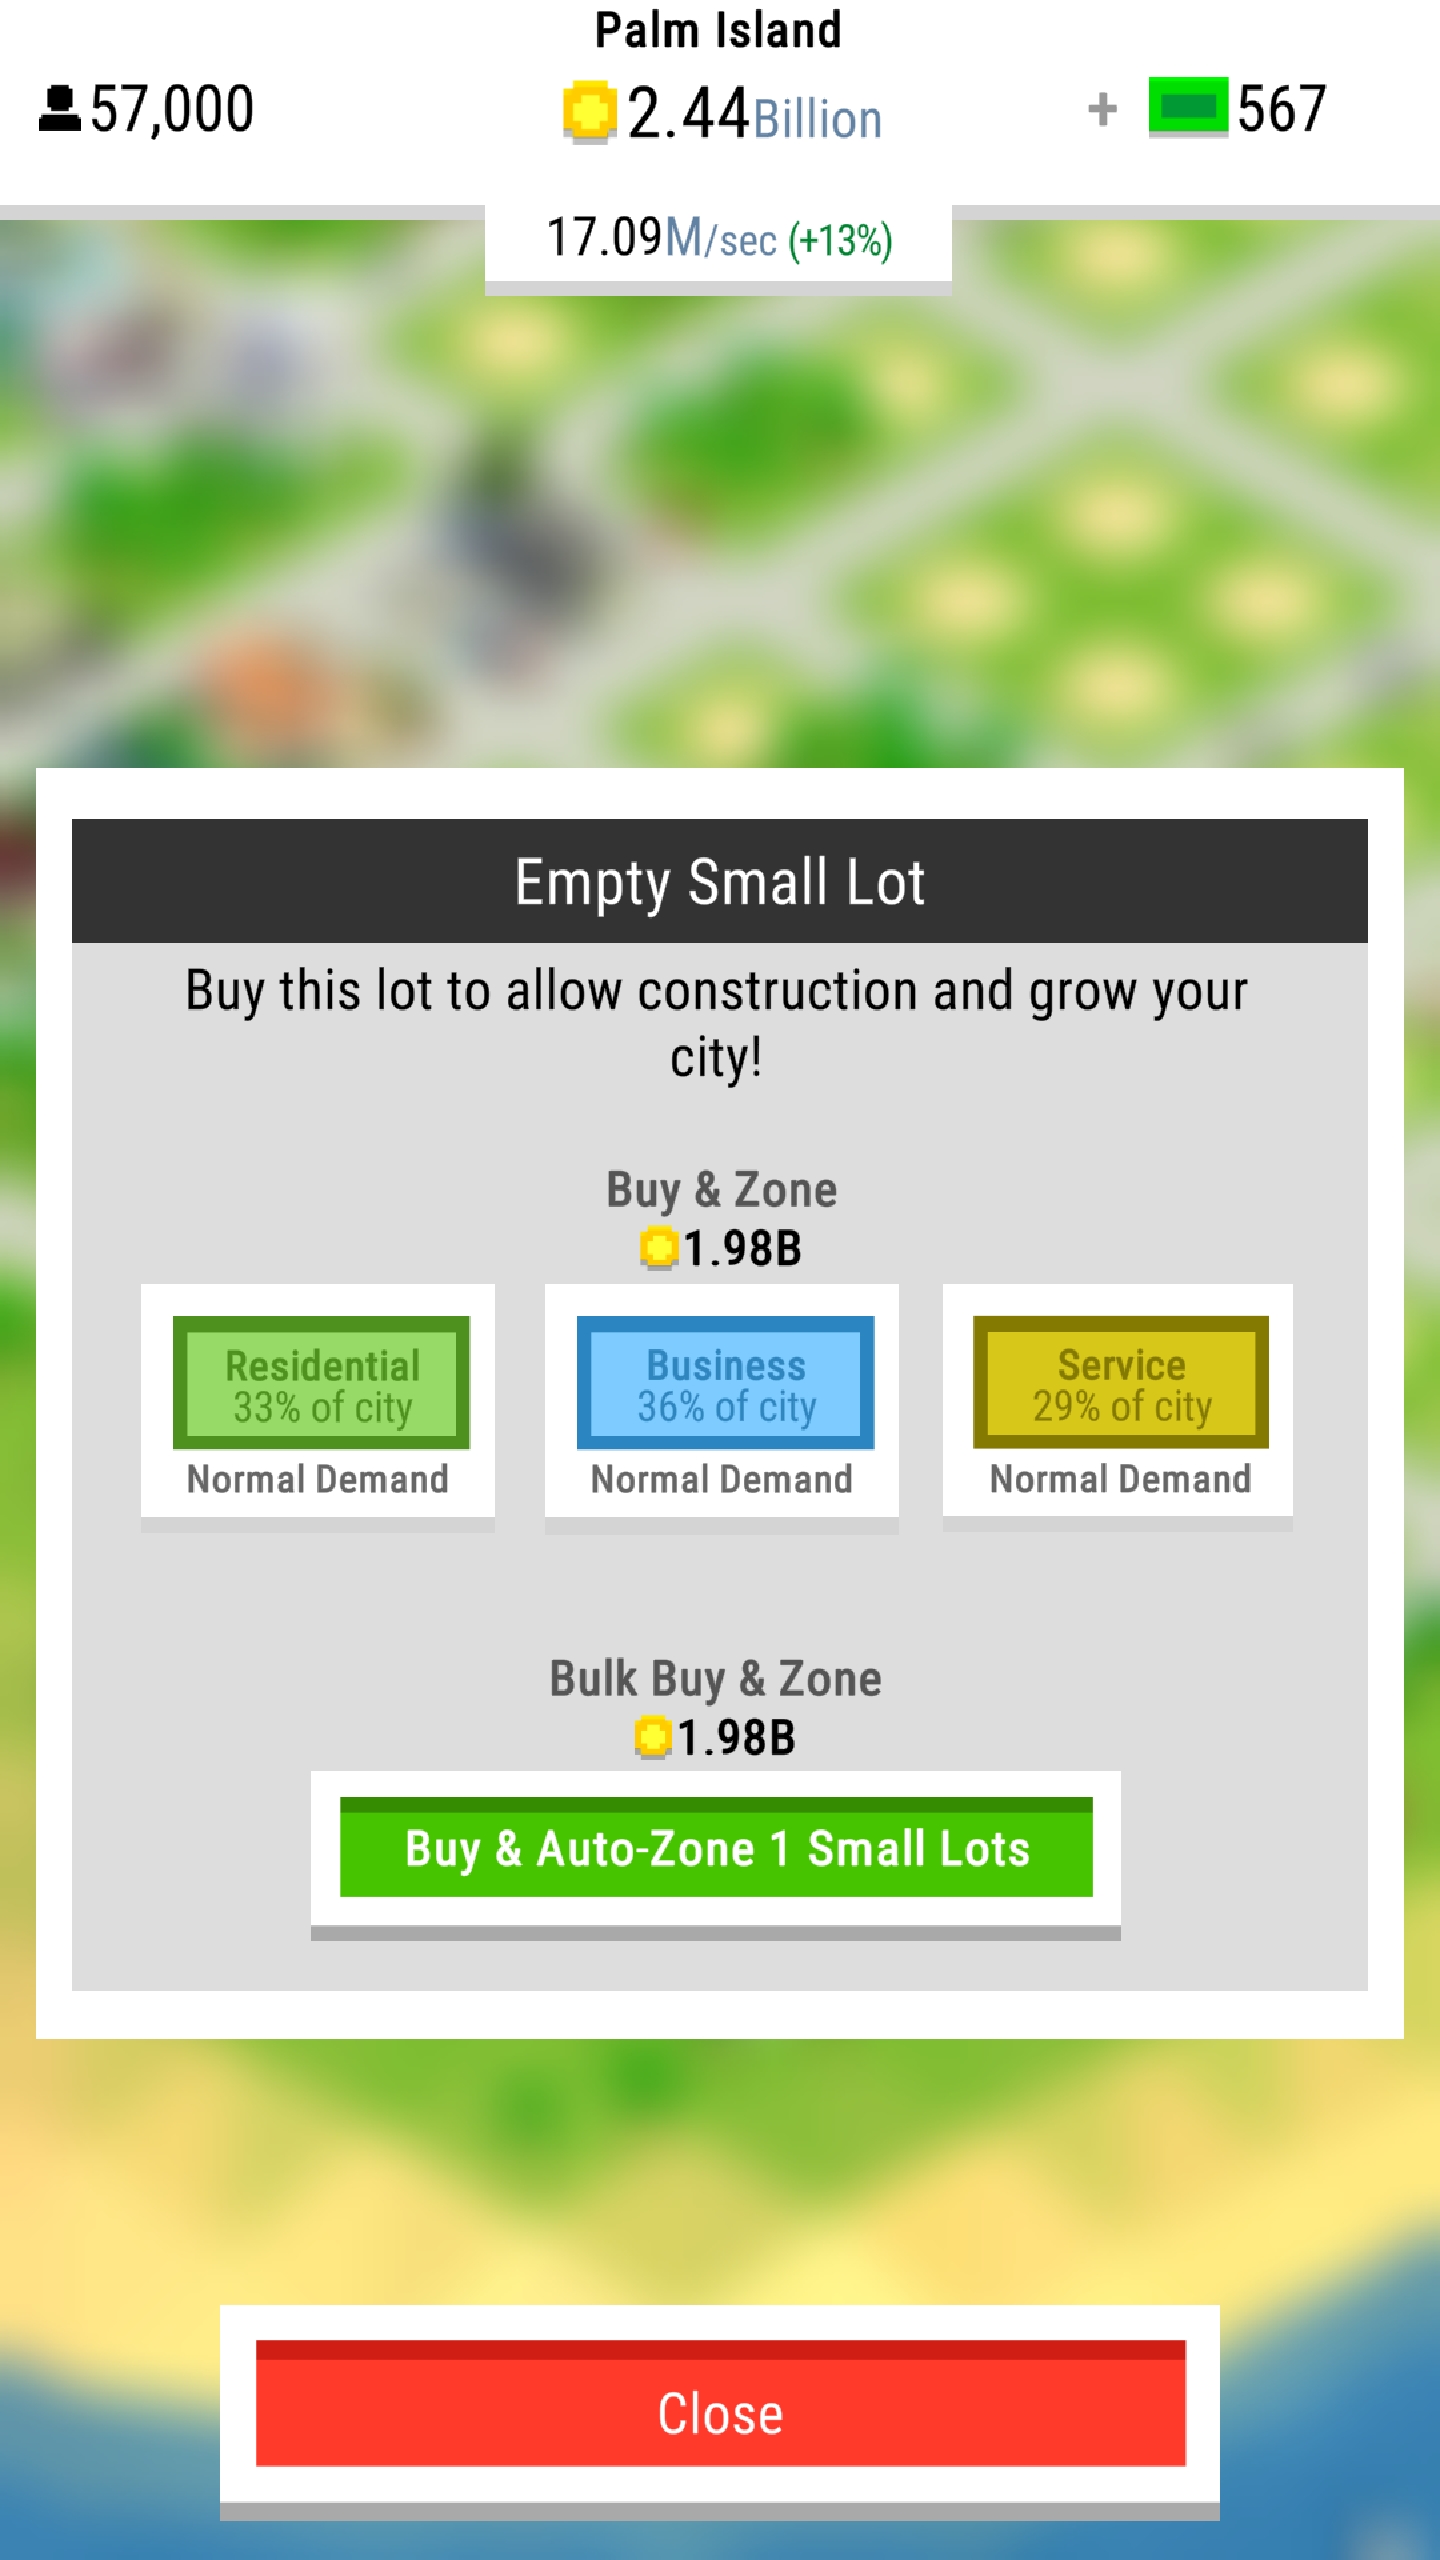 Palm Island
57,000
2.44Billion
+ 567
17.09M/sec (+13%)
Empty Small Lot
Buy this lot to allow construction and grow your
city!
Buy & Zone
1.98B
Residential
33% of city
Normal Demand
Business
36% of city
Normal Demand
Service
29% of city
Normal Demand
Bulk Buy & Zone
1.98B
Buy & Auto-Zone 1 Small Lots
Close